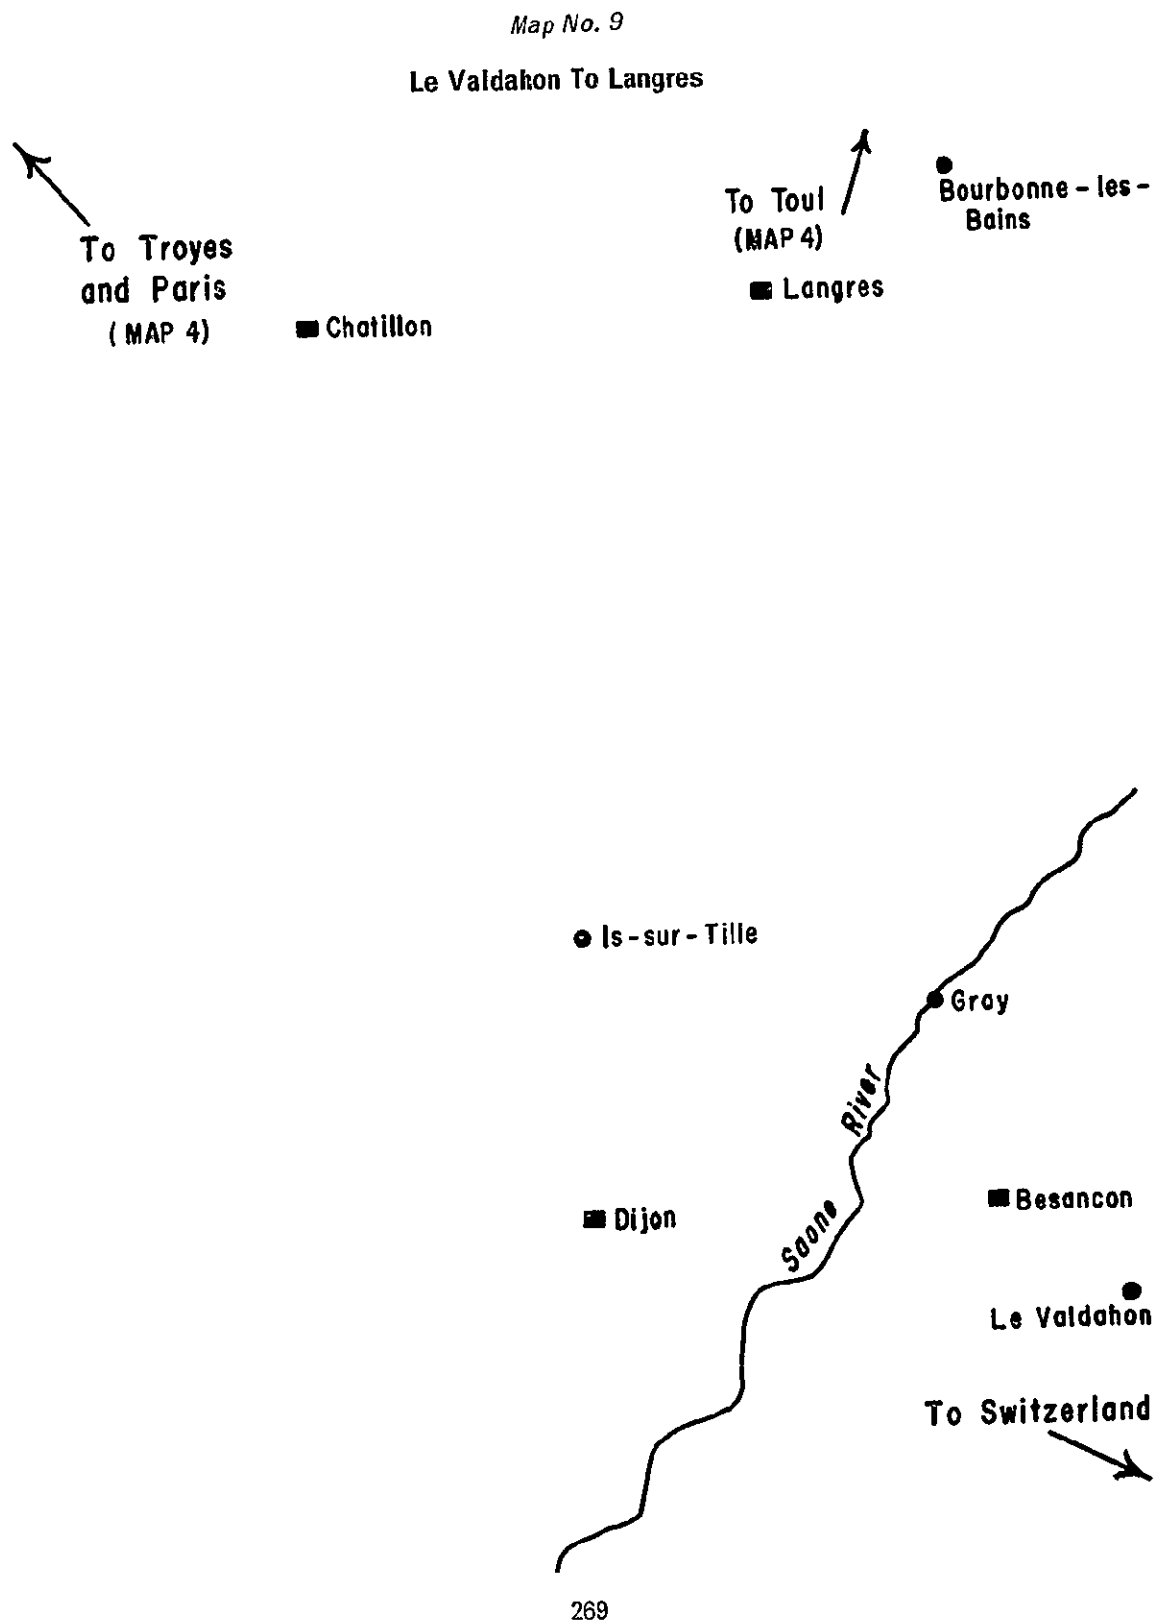 Map No. 9
Le Valdahon To Langres
To Troyes
and Paris
(MAP 4)
To Toul
(MAP 4)
Bourbonne-les-
Bains
Langres
Chatillon
Is-sur-Tille
Gray
River
Saone
Dijon
Besancon
Le Valdahon
To Switzerland
269